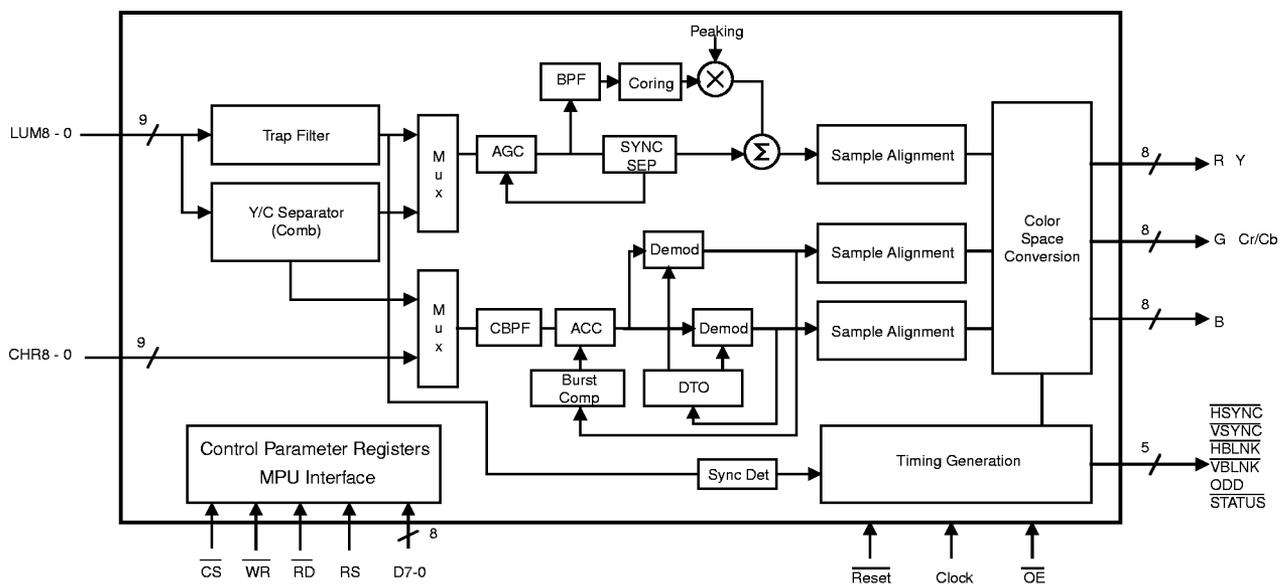 Peaking
BPF
Coring
9
LUM8 - 0
Trap Filter
M
u
x
AGC
SYNC
SEP
Σ
Sample Alignment
8
R Y
Y/C Separator
(Comb)
Demod
Sample Alignment
Color
Space
Conversion
8
G Cr/Cb
M
u
x
CBPF
ACC
Demod
Sample Alignment
8
B
9
CHR8 - 0
Burst
Comp
DTO
Control Parameter Registers
MPU Interface
Sync Det
Timing Generation
5
HSYNC
VSYNC
HBLNK
VBLNK
ODD
STATUS
8
CS
WR
RD
RS
D7-0
Reset
Clock
OE